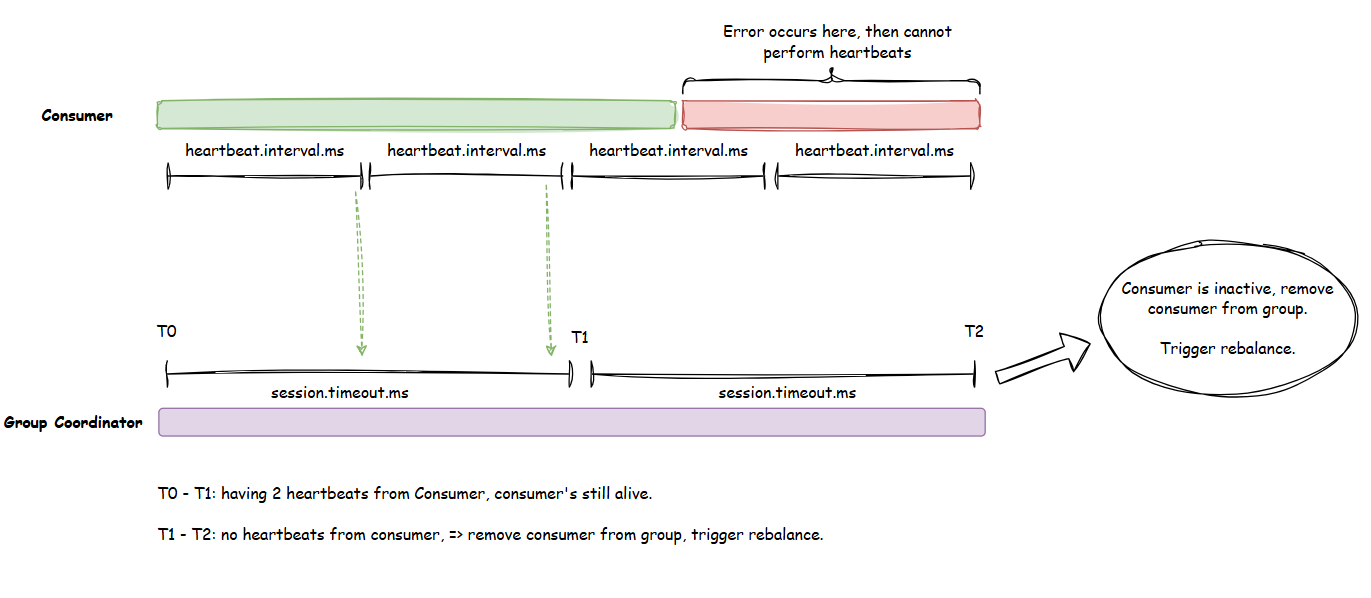 Error occurs here, then cannot
perform heartbeats
Consumer
heartbeat.interval.ms
heartbeat.interval.ms
heartbeat.interval.ms
heartbeat.interval.ms
Consumer is inactive, remove
consumer from group.
Trigger rebalance.
T0
T1
T2
session.timeout.ms
session.timeout.ms
Group Coordinator
T0 - T1: having 2 heartbeats from Consumer, consumer's still alive.
T1 - T2: no heartbeats from consumer, => remove consumer from group, trigger rebalance.